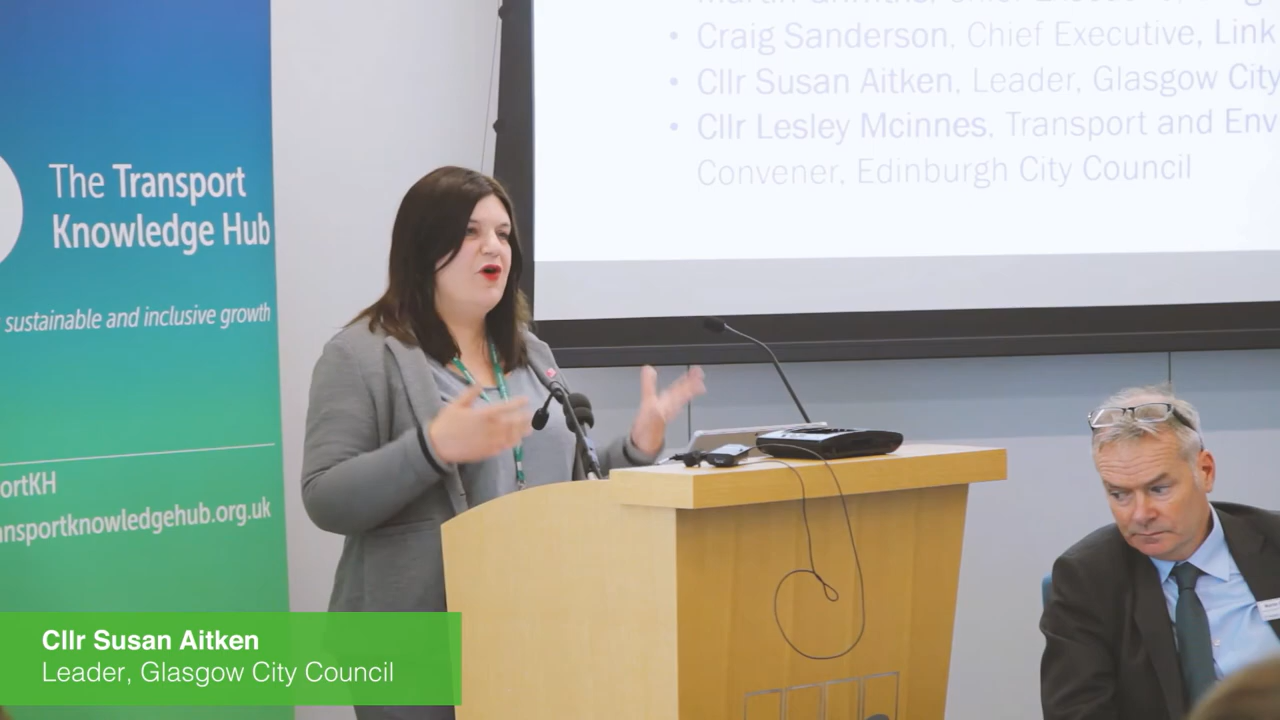 The Transport
Knowledge Hub
sustainable and inclusive growth
ortKH
ansportknowledgehub.org.uk
• Craig Sanderson, Chief Executive, Link
• Cllr Susan Aitken, Leader, Glasgow City
• Cllr Lesley Mcinnes, Transport and Env
Convener, Edinburgh City Council
Cllr Susan Aitken
Leader, Glasgow City Council